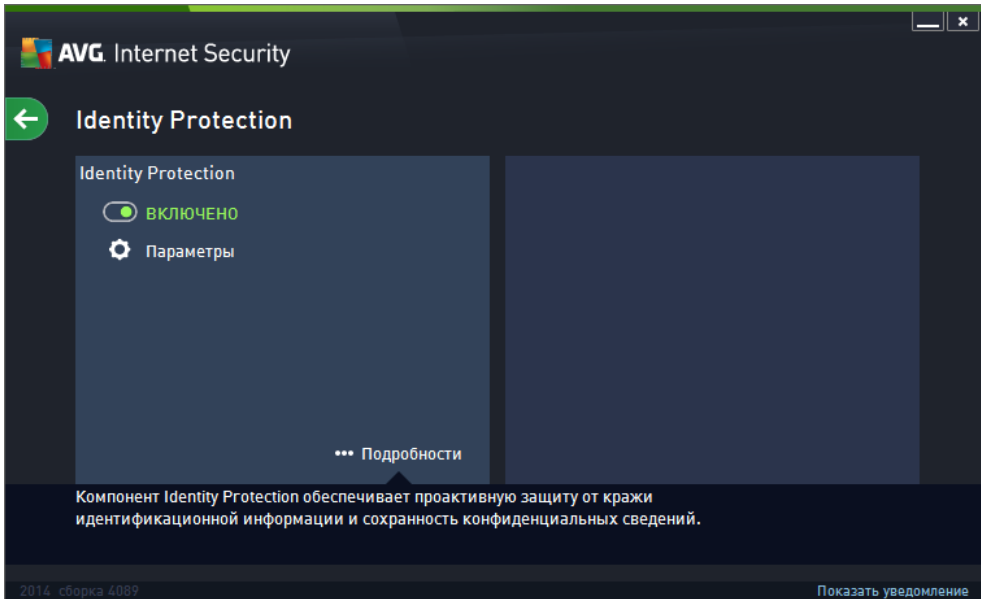 AVG. Internet Security
Identity Protection
Identity Protection
ВКЛЮЧЕНО
Параметры
••• Подробности
Компонент Identity Protection обеспечивает проактивную защиту от кражи
идентификационной информации и сохранность конфиденциальных сведений.
2014 сборка 4089
Показать уведомление